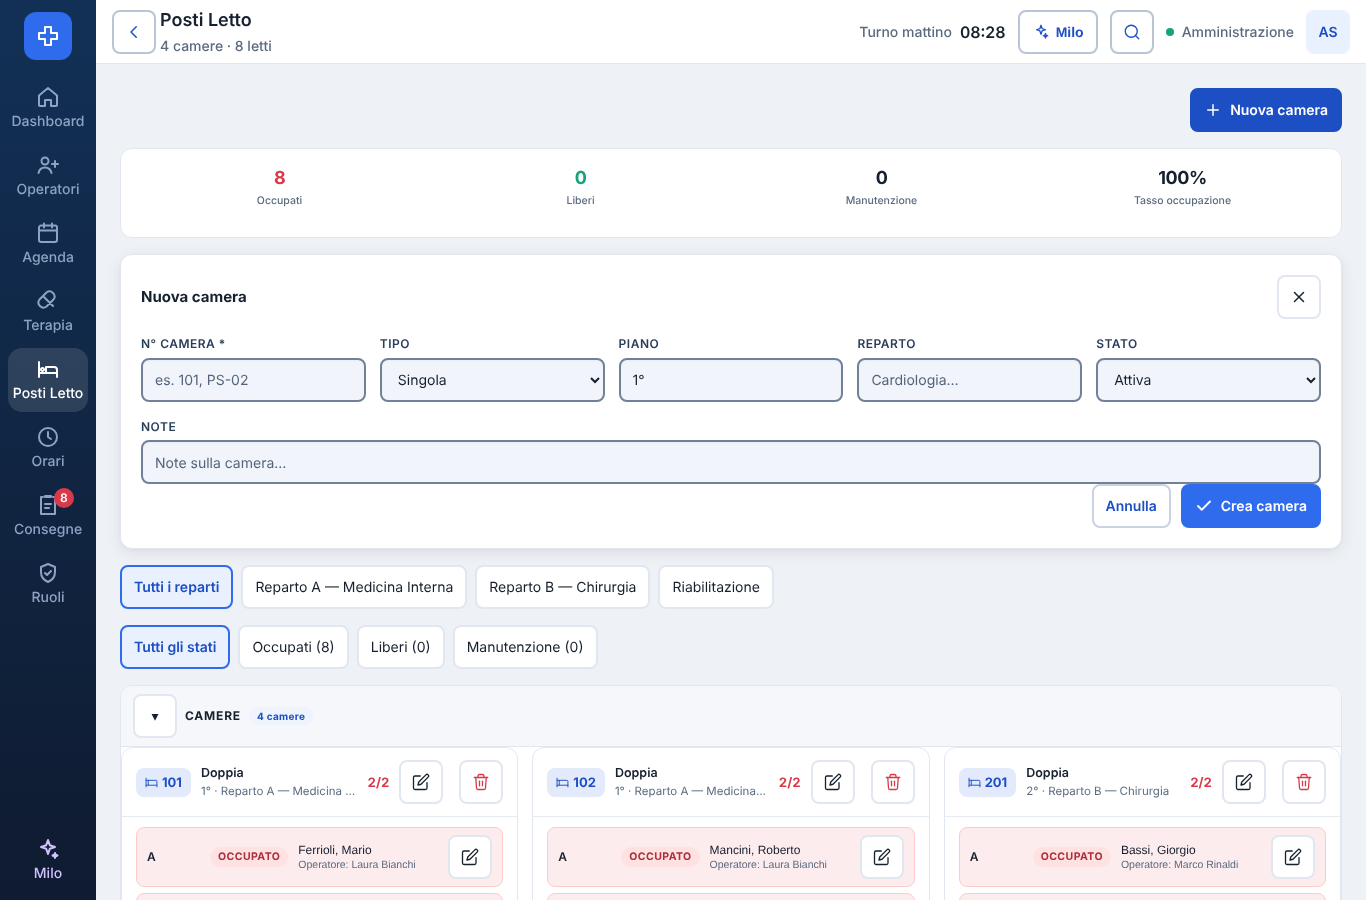 Posti Letto
4 camere · 8 letti
Turno mattino 08:28
Milo
Amministrazione
AS
Dashboard
Operatori
Agenda
Terapia
Posti Letto
Orari
8
Consegne
Ruoli
Milo
Nuova camera
8
Occupati
0
Liberi
0
Manutenzione
100%
Tasso occupazione
Nuova camera
N° CAMERA *
es. 101, PS-02
TIPO
Singola
PIANO
1°
REPARTO
Cardiologia...
STATO
Attiva
NOTE
Note sulla camera...
Annulla
Crea camera
Tutti i reparti
Reparto A — Medicina Interna
Reparto B — Chirurgia
Riabilitazione
Tutti gli stati
Occupati (8)
Liberi (0)
Manutenzione (0)
CAMERE 4 camere
101
Doppia
1° · Reparto A — Medicina ...
2/2
A
OCCUPATO
Ferrioli, Mario
Operatore: Laura Bianchi
102
Doppia
1° · Reparto A — Medicina...
2/2
A
OCCUPATO
Mancini, Roberto
Operatore: Laura Bianchi
201
Doppia
2° · Reparto B — Chirurgia
2/2
A
OCCUPATO
Bassi, Giorgio
Operatore: Marco Rinaldi